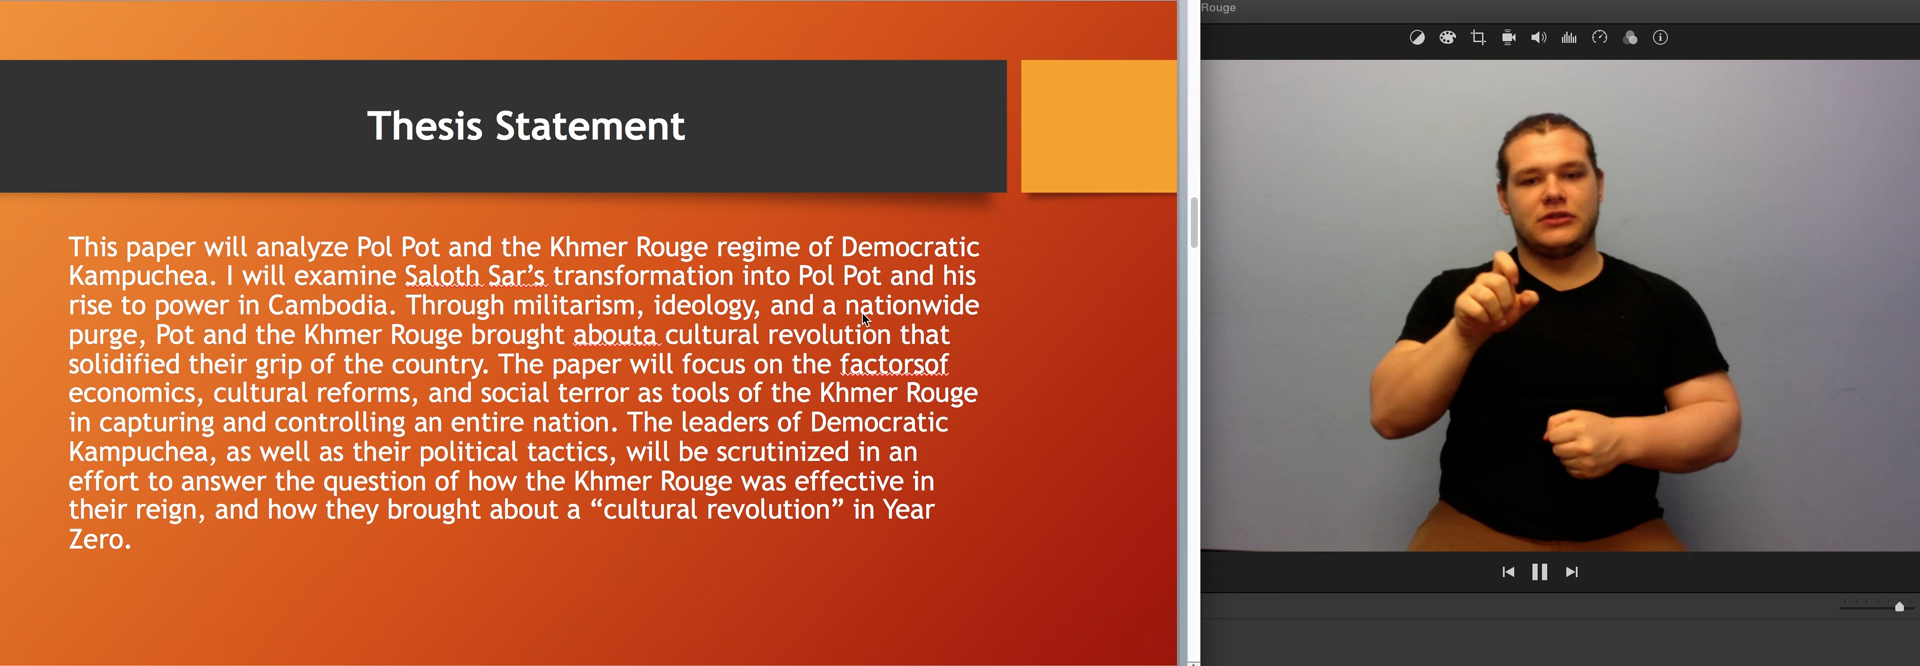 Thesis Statement
This paper will analyze Pol Pot and the Khmer Rouge regime of Democratic
Kampuchea. I will examine Saloth Sar’s transformation into Pol Pot and his
rise to power in Cambodia. Through militarism, ideology, and a nationwide
purge, Pot and the Khmer Rouge brought abouta cultural revolution that
solidified their grip of the country. The paper will focus on the factorsof
economics, cultural reforms, and social terror as tools of the Khmer Rouge
in capturing and controlling an entire nation. The leaders of Democratic
Kampuchea, as well as their political tactics, will be scrutinized in an
effort to answer the question of how the Khmer Rouge was effective in
their reign, and how they brought about a “cultural revolution” in Year
Zero.
Rouge